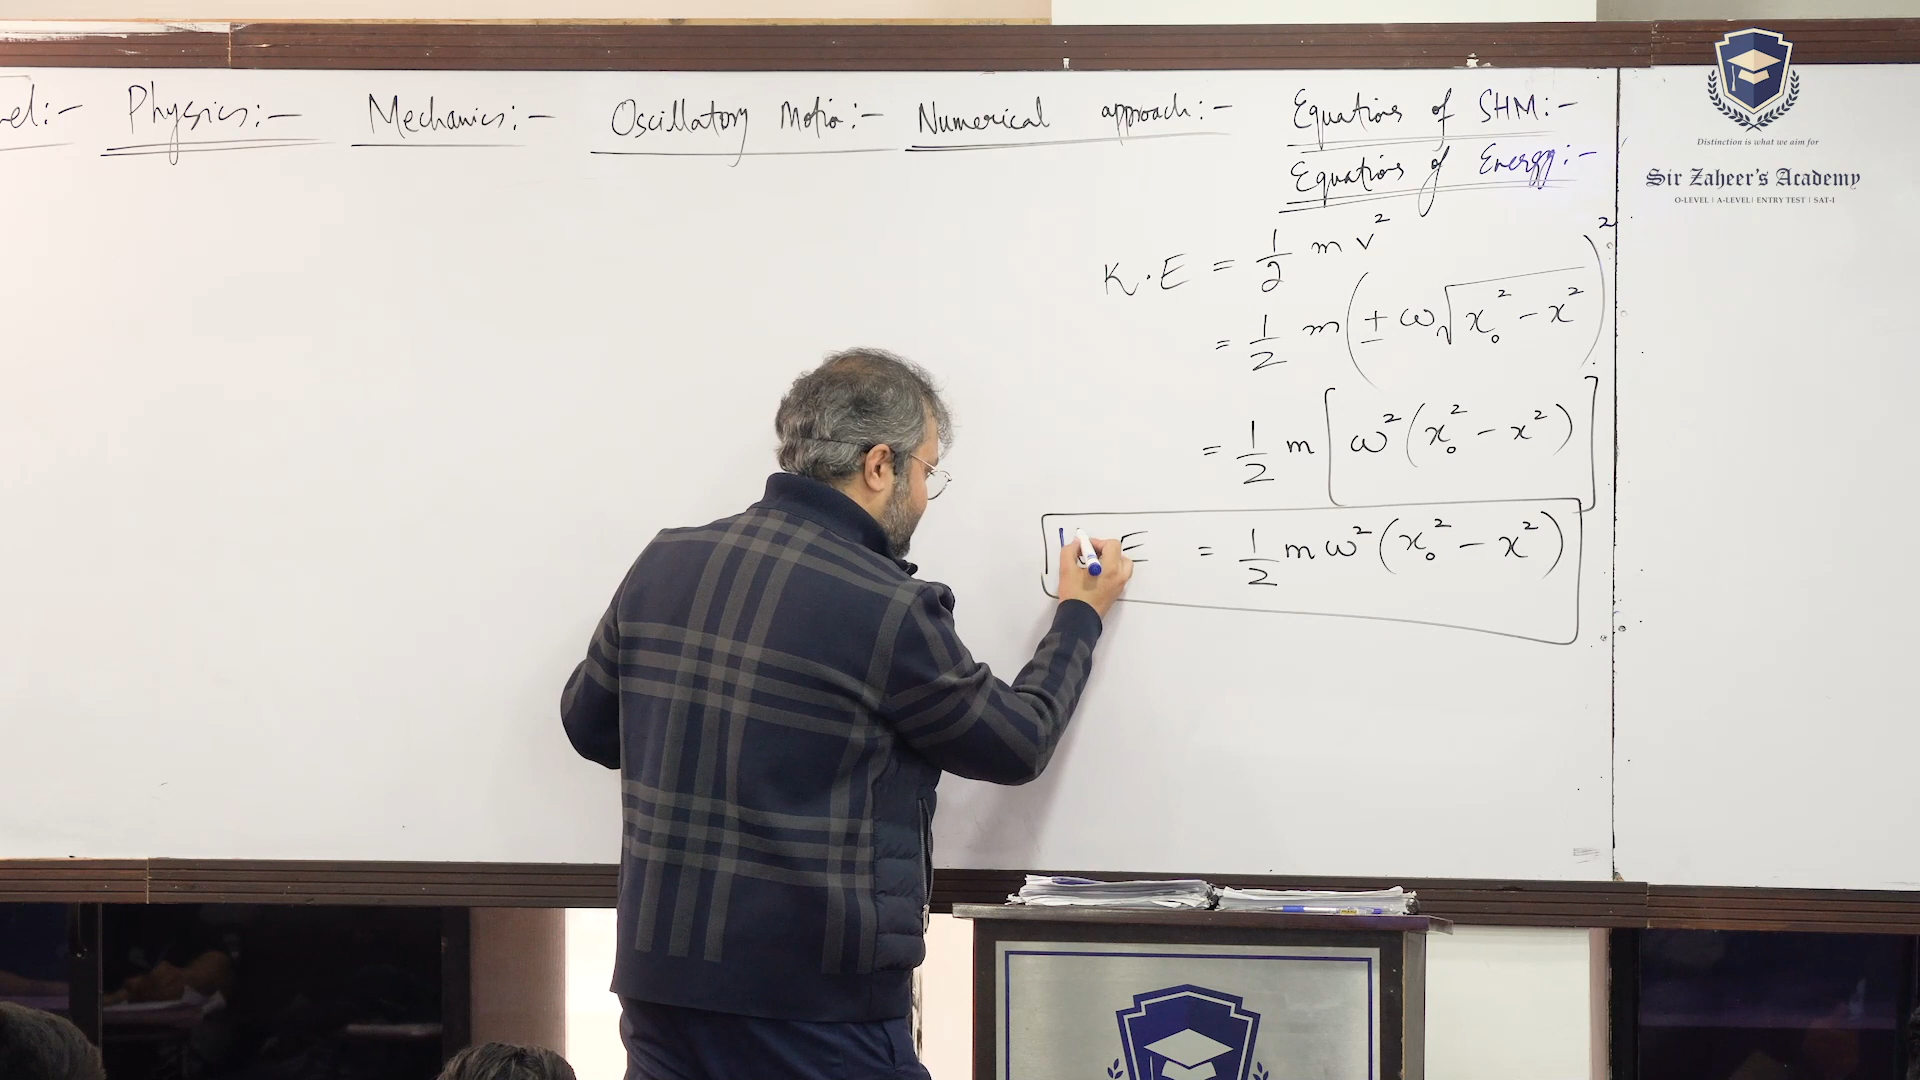 Physics:- Mechanics:- Oscillatory Motion:- Numerical approach:- Equations of SHM:-
Equations of Energy:-
K.E = 1/2 m v²
= 1/2 m (± ω√(x₀² - x²))²
= 1/2 m [ω²(x₀² - x²)]
E = 1/2 m ω² (x₀² - x²)
Distinction is what we aim for
Sir Zaheer's Academy
O-LEVEL | A-LEVEL | ENTRY TEST | SAT-I